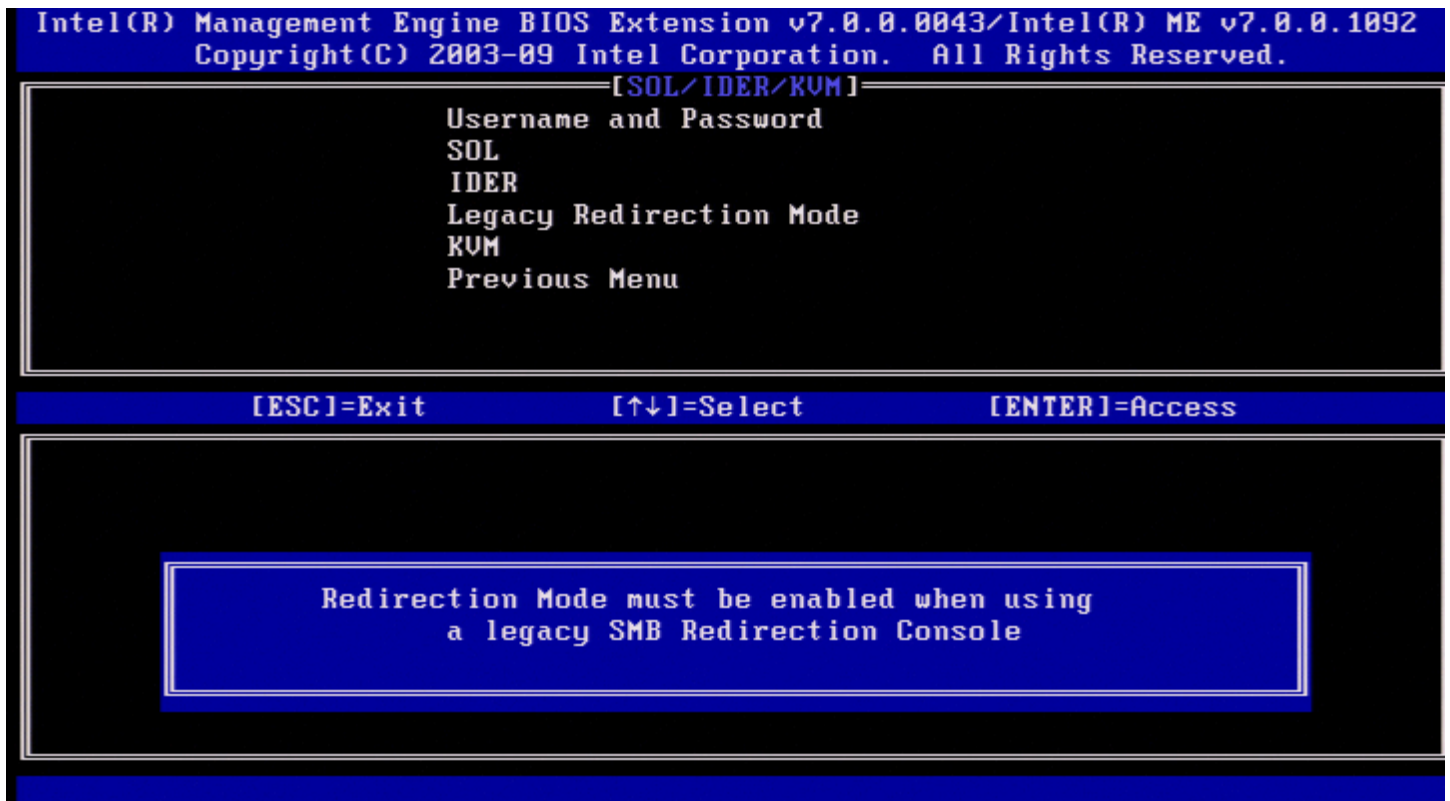 Intel(R) Management Engine BIOS Extension v7.0.0.0043/Intel(R) ME v7.0.0.1092
Copyright(C) 2003-09 Intel Corporation. All Rights Reserved.
[SOL/IDER/KVM]
Username and Password
SOL
IDER
Legacy Redirection Mode
KVM
Previous Menu
[ESC]=Exit [↑↓]=Select [ENTER]=Access
Redirection Mode must be enabled when using
a legacy SMB Redirection Console